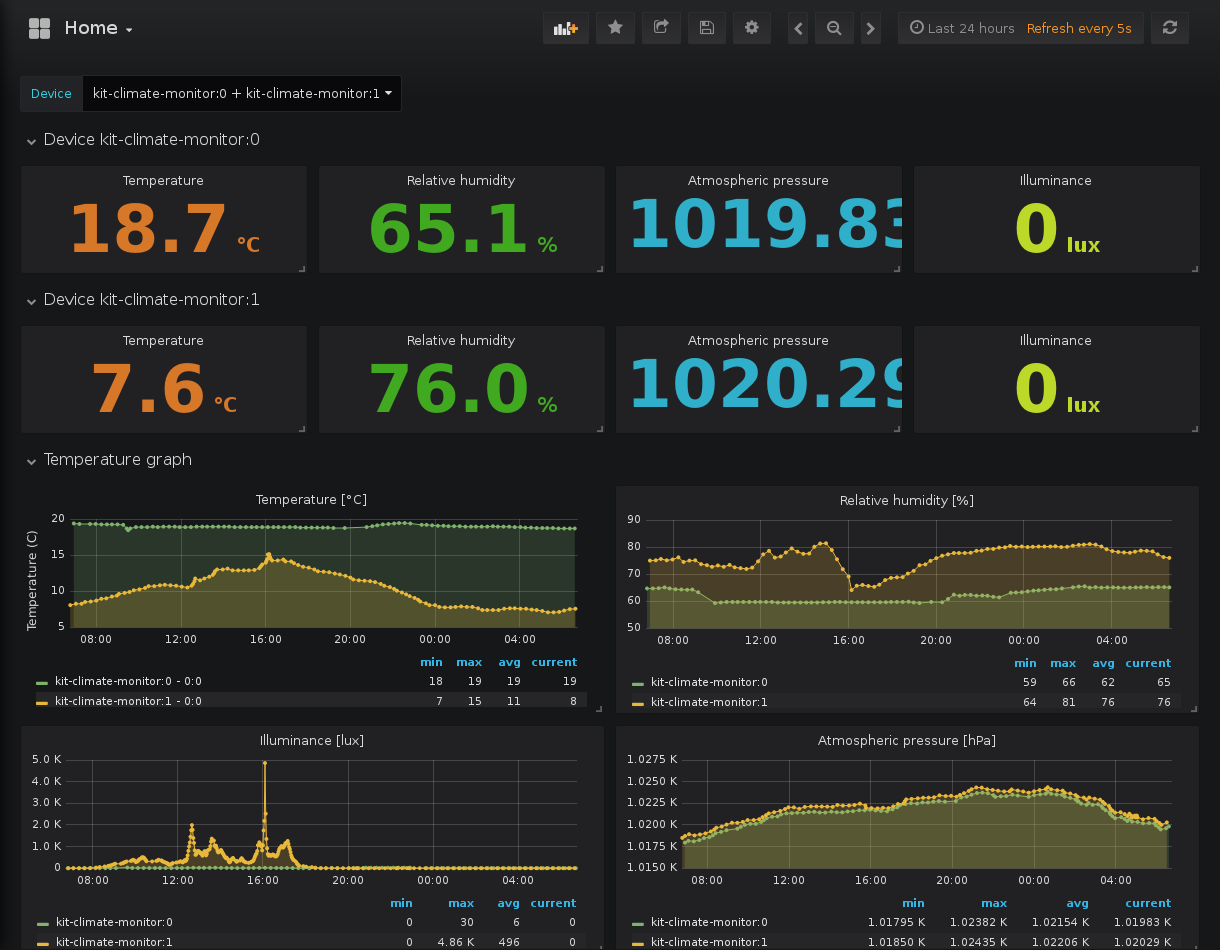 Home
Last 24 hours Refresh every 5s
Device kit-climate-monitor:0 + kit-climate-monitor:1
Device kit-climate-monitor:0
Temperature Relative humidity Atmospheric pressure Illuminance
18.7 °C 65.1 % 1019.83 0 lux
Device kit-climate-monitor:1
Temperature Relative humidity Atmospheric pressure Illuminance
7.6 °C 76.0 % 1020.29 0 lux
Temperature graph
Temperature [°C]
Temperature (C)
20
15
10
5
08:00 12:00 16:00 20:00 00:00 04:00
min max avg current
kit-climate-monitor:0 - 0:0 18 19 19 19
kit-climate-monitor:1 - 0:0 7 15 11 8
Relative humidity [%]
90
80
70
60
50
08:00 12:00 16:00 20:00 00:00 04:00
min max avg current
kit-climate-monitor:0 59 66 62 65
kit-climate-monitor:1 64 81 76 76
Illuminance [lux]
5.0 K
4.0 K
3.0 K
2.0 K
1.0 K
0
08:00 12:00 16:00 20:00 00:00 04:00
min max avg current
kit-climate-monitor:0 0 30 6 0
kit-climate-monitor:1 0 4.86 K 496 0
Atmospheric pressure [hPa]
1.0275 K
1.0250 K
1.0225 K
1.0200 K
1.0175 K
1.0150 K
08:00 12:00 16:00 20:00 00:00 04:00
min max avg current
kit-climate-monitor:0 1.01795 K 1.02382 K 1.02154 K 1.01983 K
kit-climate-monitor:1 1.01850 K 1.02435 K 1.02206 K 1.02029 K